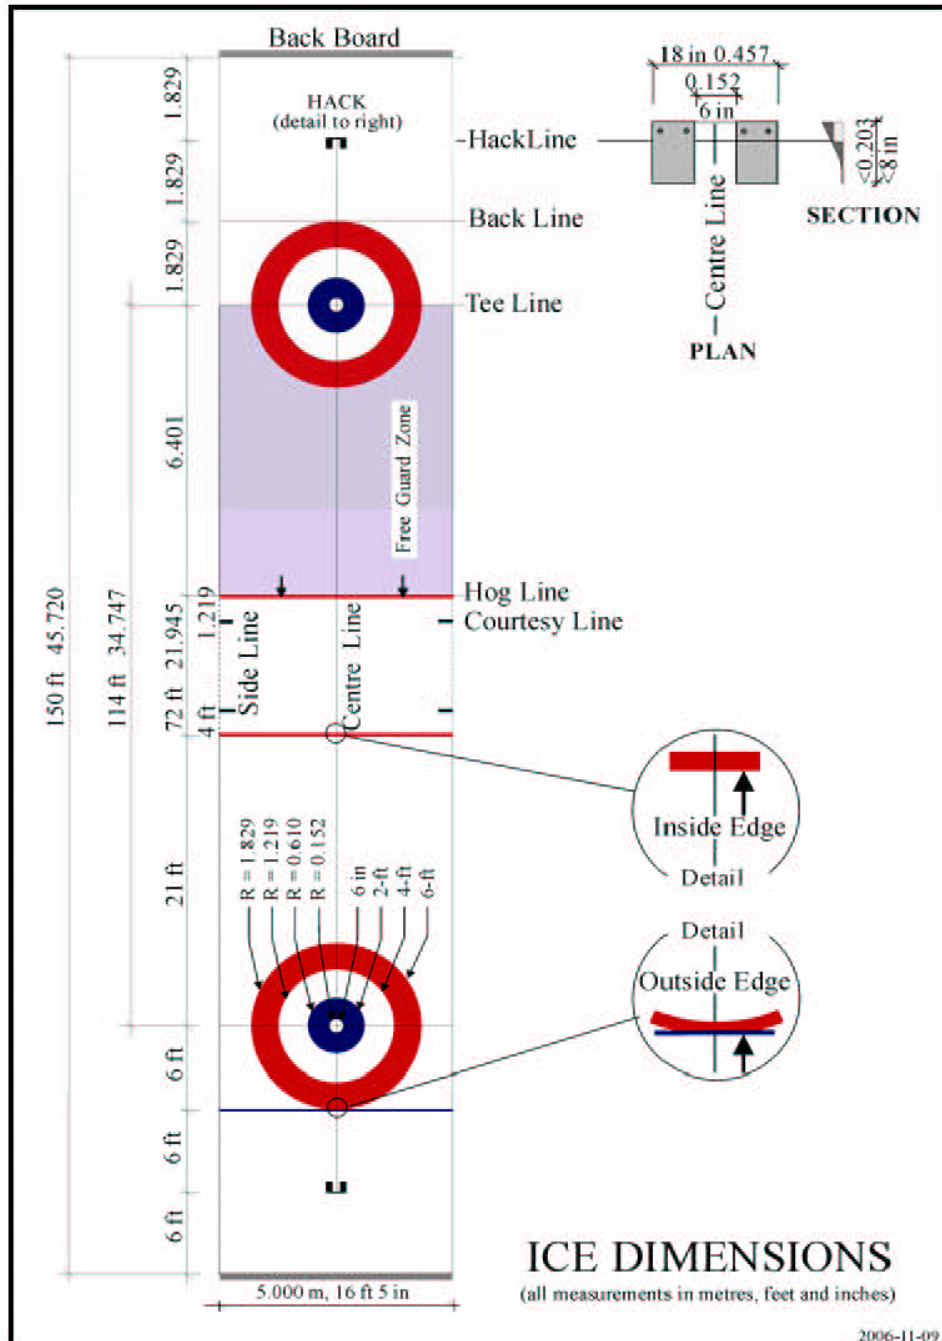 Back Board
HACK
(detail to right)
HackLine
Back Line
Tee Line
Hog Line
Courtesy Line
18 in 0.457
0.152
6 in
0.203
8 in
Centre Line
SECTION
PLAN
1.829
1.829
1.829
6.401
Free Guard Zone
150 ft 45.720
114 ft 34.747
72 ft 21.945
4 ft 1.219
Side Line
Centre Line
Inside Edge
Detail
21 ft
R = 1.829
R = 1.219
R = 0.610
R = 0.152
6 in
2-ft
4-ft
6-ft
Detail
Outside Edge
6 ft
6 ft
6 ft
5.000 m, 16 ft 5 in
ICE DIMENSIONS
(all measurements in metres, feet and inches)
2006-11-09